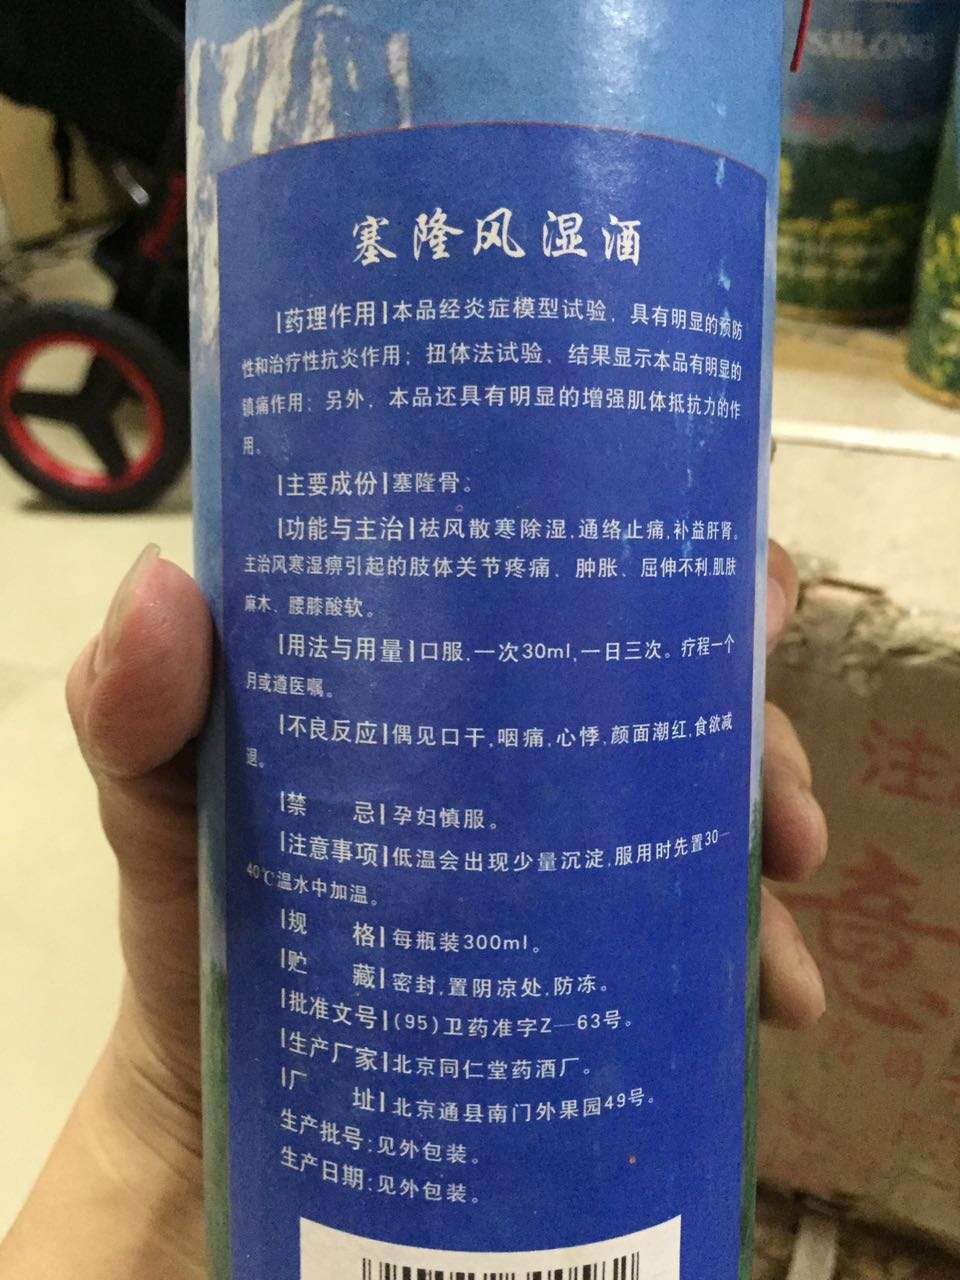 塞隆风湿酒
|药理作用|本品经炎症模型试验、具有明显的预防
性和治疗性抗炎作用；扭体法试验、结果显示本品有明显的
镇痛作用；另外、本品还具有明显的增强肌体抵抗力的作
用。
|主要成份|塞隆骨。
|功能与主治|祛风散寒除湿,通络止痛,补益肝肾。
主治风寒湿痹引起的肢体关节疼痛、肿胀、屈伸不利,肌肤
麻木、腰膝酸软。
|用法与用量|口服,一次30ml,一日三次。疗程一个
月或遵医嘱。
|不良反应|偶见口干,咽痛,心悸,颜面潮红,食欲减
退。
|禁 忌|孕妇慎服。
|注意事项|低温会出现少量沉淀,服用时先置30—
40℃温水中加温。
|规 格|每瓶装300ml。
|贮 藏|密封,置阴凉处,防冻。
|批准文号|(95)卫药准字Z—63号。
|生产厂家|北京同仁堂药酒厂。
|厂 址|北京通县南门外果园49号。
生产批号:见外包装。
生产日期:见外包装。
SAILONG
注
意